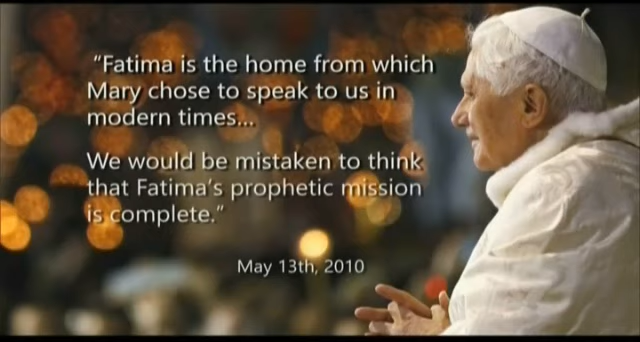 “Fatima is the home from which
Mary chose to speak to us in
modern times...
We would be mistaken to think
that Fatima’s prophetic mission
is complete.”
May 13th, 2010